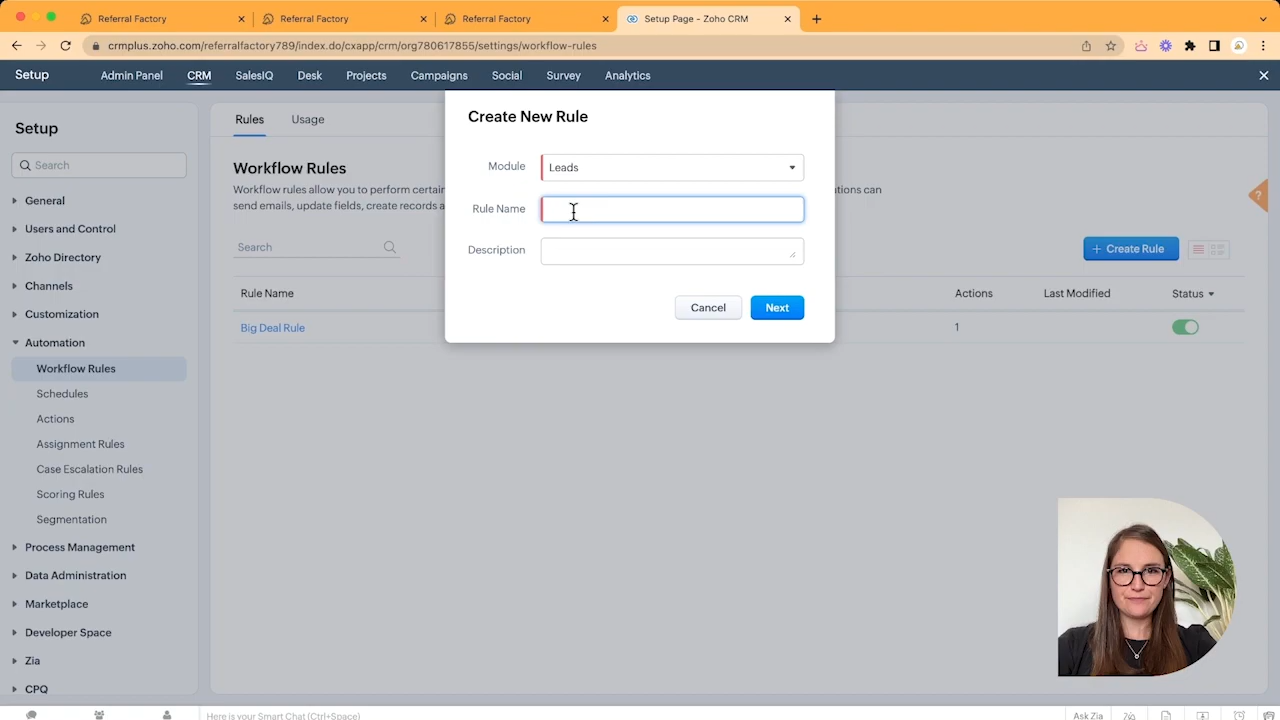 Referral Factory
Referral Factory
Referral Factory
Setup Page - Zoho CRM
crmplus.zoho.com/referralfactory789/index.do/cxapp/crm/org780617855/settings/workflow-rules
Setup
Admin Panel
CRM
SalesIQ
Desk
Projects
Campaigns
Social
Survey
Analytics
Setup
Search
General
Users and Control
Zoho Directory
Channels
Customization
Automation
Workflow Rules
Schedules
Actions
Assignment Rules
Case Escalation Rules
Scoring Rules
Segmentation
Process Management
Data Administration
Marketplace
Developer Space
Zia
CPQ
Rules
Usage
Workflow Rules
Workflow rules allow you to perform certain
tions can
send emails, update fields, create records a
Search
+ Create Rule
Rule Name
Actions
Last Modified
Status
Big Deal Rule
1
Create New Rule
Module
Leads
Rule Name
Description
Cancel
Next
?
Here is your Smart Chat (Ctrl+Space)
Ask Zia